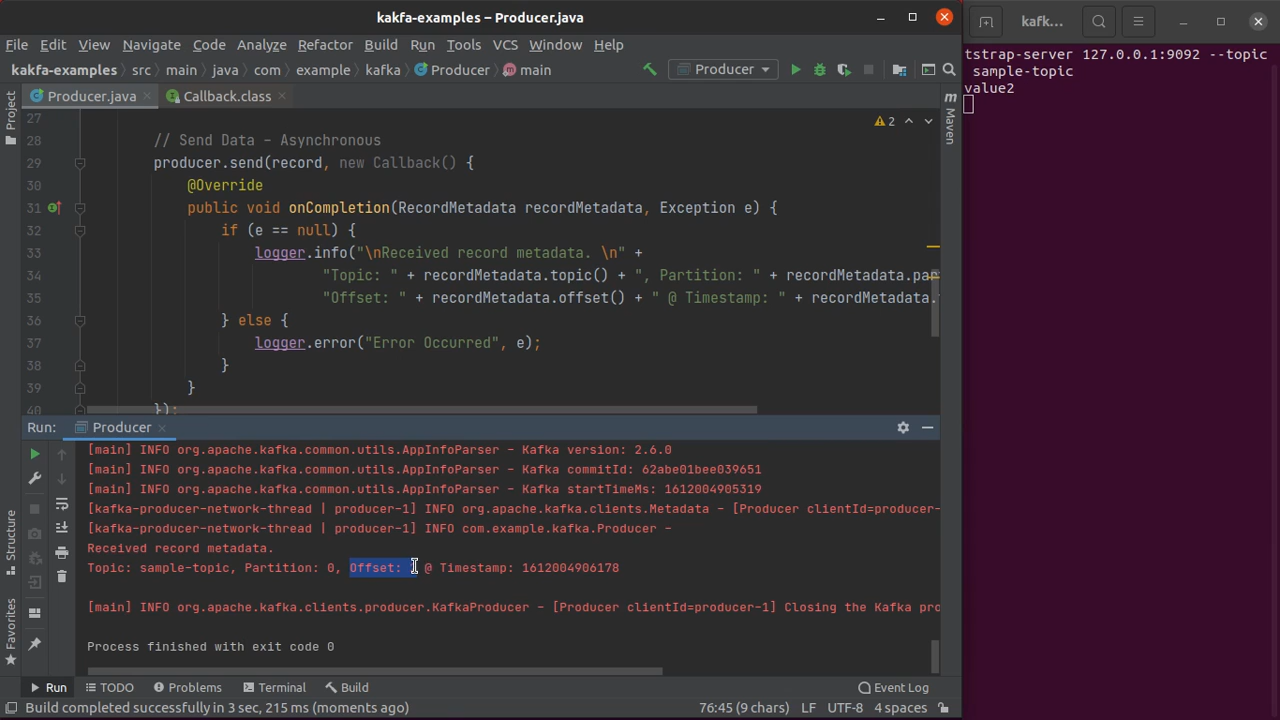 kakfa-examples – Producer.java
File Edit View Navigate Code Analyze Refactor Build Run Tools VCS Window Help
kakfa-examples src main java com example kafka Producer main
Producer
Producer.java Callback.class
2
27
28 // Send Data - Asynchronous
29 producer.send(record, new Callback() {
30 @Override
31 public void onCompletion(RecordMetadata recordMetadata, Exception e) {
32 if (e == null) {
33 logger.info("\nReceived record metadata. \n" +
34 "Topic: " + recordMetadata.topic() + ", Partition: " + recordMetadata.pa
35 "Offset: " + recordMetadata.offset() + " @ Timestamp: " + recordMetadata.
36 } else {
37 logger.error("Error Occurred", e);
38 }
39 }
40 });
Run: Producer
[main] INFO org.apache.kafka.common.utils.AppInfoParser - Kafka version: 2.6.0
[main] INFO org.apache.kafka.common.utils.AppInfoParser - Kafka commitId: 62abe01bee039651
[main] INFO org.apache.kafka.common.utils.AppInfoParser - Kafka startTimeMs: 1612004905319
[kafka-producer-network-thread | producer-1] INFO org.apache.kafka.clients.Metadata - [Producer clientId=producer-
[kafka-producer-network-thread | producer-1] INFO com.example.kafka.Producer -
Received record metadata.
Topic: sample-topic, Partition: 0, Offset: @ Timestamp: 1612004906178
[main] INFO org.apache.kafka.clients.producer.KafkaProducer - [Producer clientId=producer-1] Closing the Kafka pro
Process finished with exit code 0
Project
Structure
Favorites
Maven
Run TODO Problems Terminal Build Event Log
Build completed successfully in 3 sec, 215 ms (moments ago) 76:45 (9 chars) LF UTF-8 4 spaces
kafk...
tstrap-server 127.0.0.1:9092 --topic
sample-topic
value2